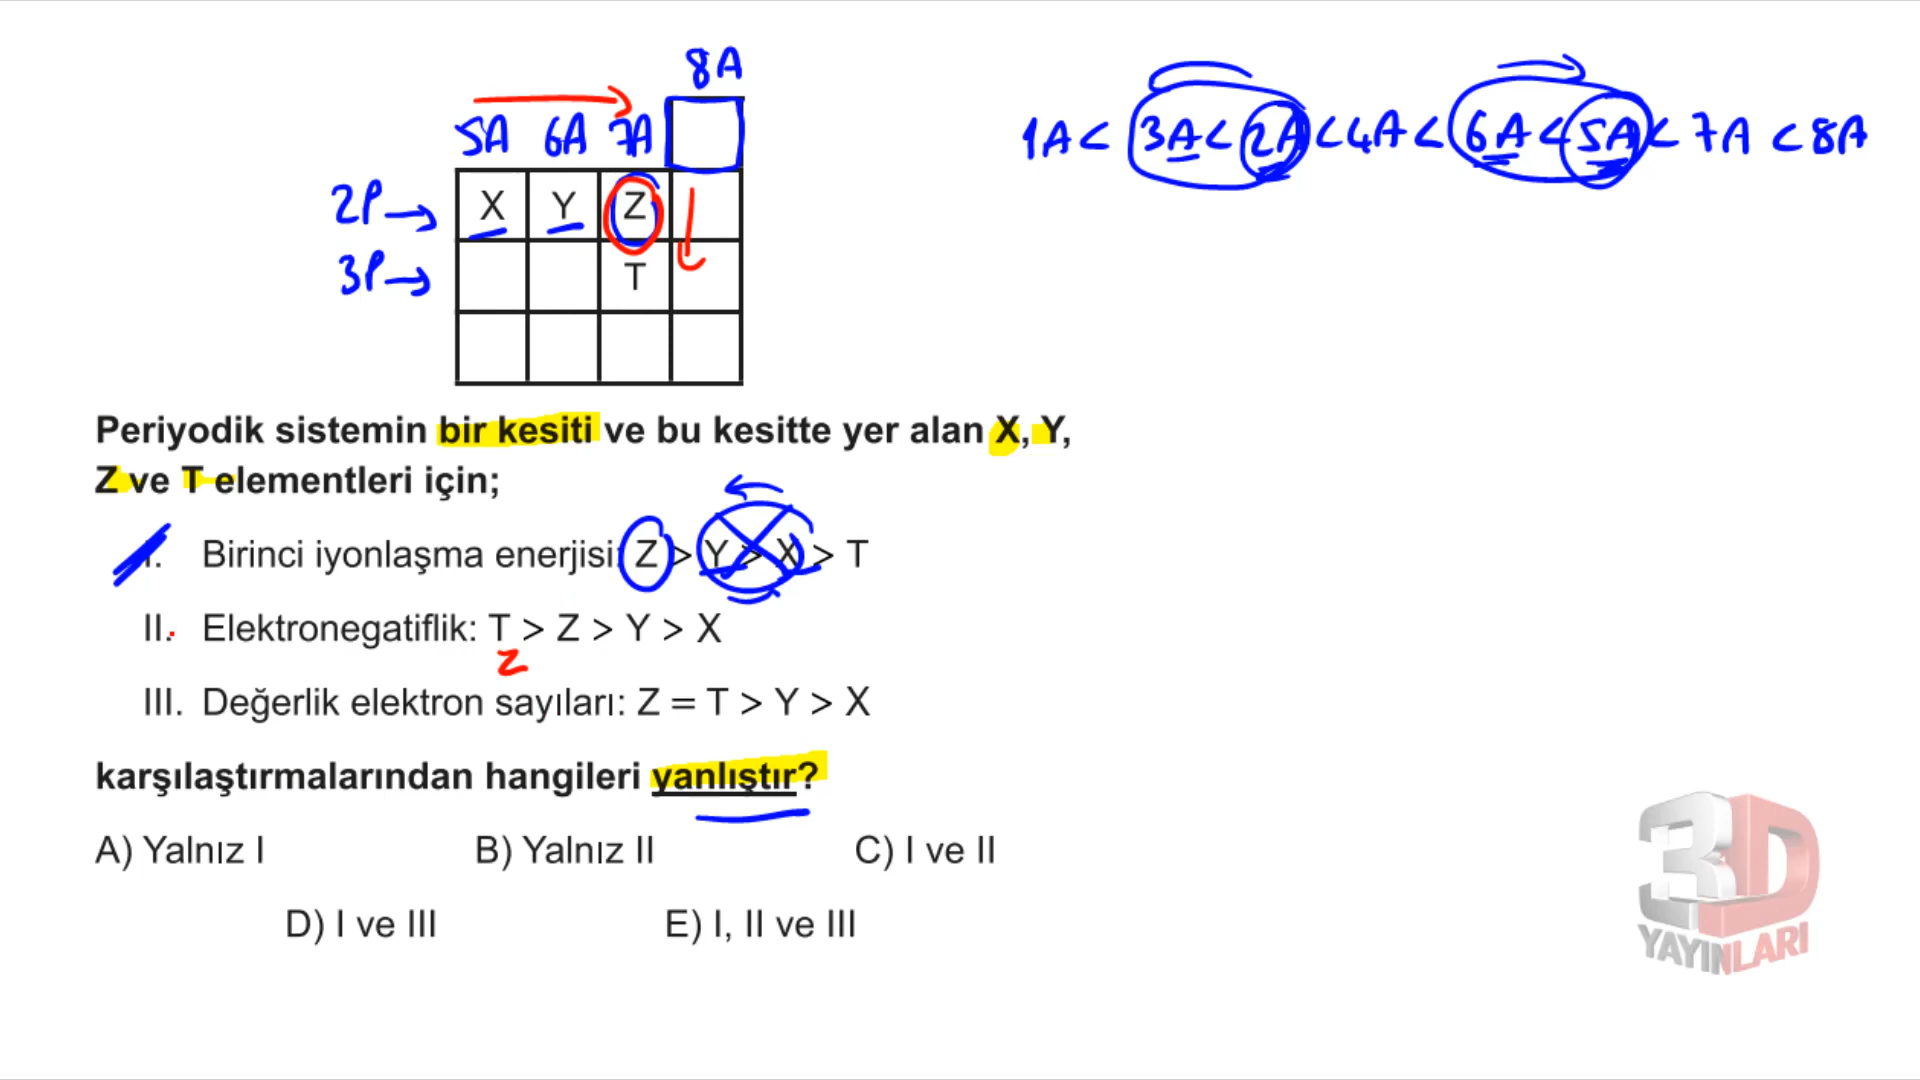 8A
5A 6A 7A
1A < 3A < 2A < 4A < 6A < 5A < 7A < 8A
2P → X Y Z
3P → T
Periyodik sistemin bir kesiti ve bu kesitte yer alan X, Y,
Z ve T elementleri için;
I. Birinci iyonlaşma enerjisi: Z > Y > X > T
II. Elektronegatiflik: T > Z > Y > X
Z
III. Değerlik elektron sayıları: Z = T > Y > X
karşılaştırmalarından hangileri yanlıştır?
A) Yalnız I B) Yalnız II C) I ve II
D) I ve III E) I, II ve III
3D
YAYINLARI